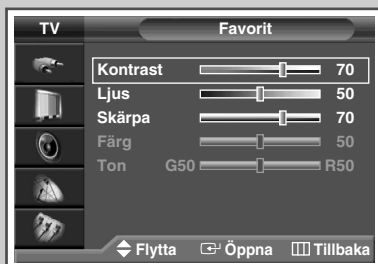 TV Favorit
Kontrast 70
Ljus 50
Skärpa 70
Färg 50
Ton G50 R50
Flytta Öppna Tillbaka